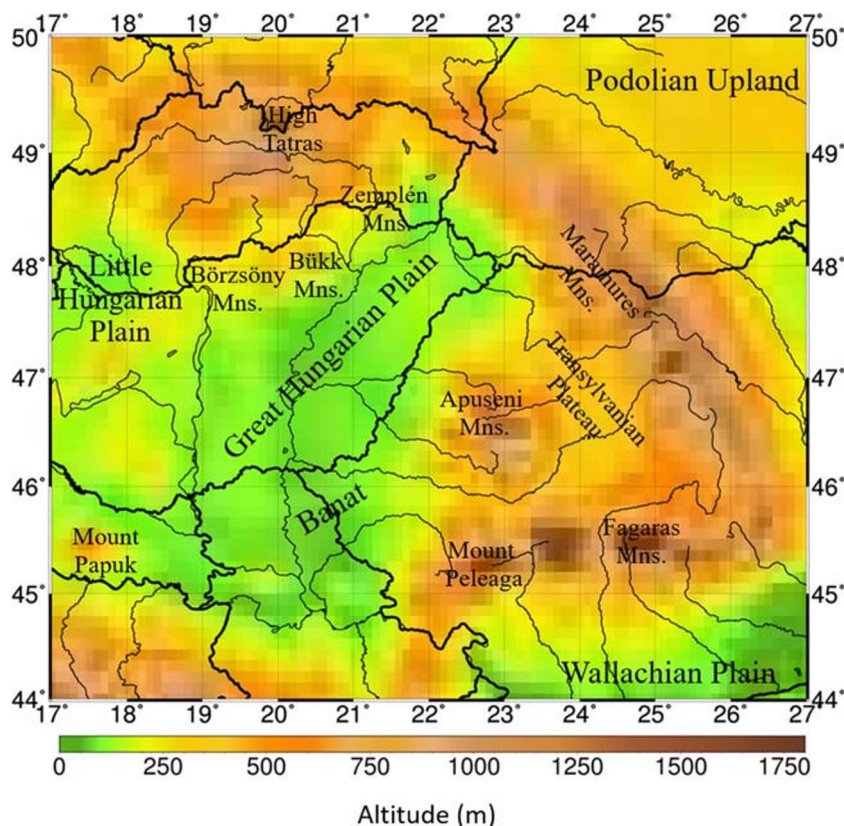 17° 18° 19° 20° 21° 22° 23° 24° 25° 26° 27°
50° 50°
Podolian Upland
High
Tatras
49° 49°
Zemplén
Mns.
48° 48°
Maramures
Mns.
Little
Hungarian
Plain
Börzsöny
Mns.
Bükk
Mns.
Great Hungarian Plain
47° 47°
Transylvanian
Plateau
Apuseni
Mns.
46° 46°
Banat
Mount
Papuk
Mount
Peleaga
Fagaras
Mns.
45° 45°
Wallachian Plain
44° 44°
17° 18° 19° 20° 21° 22° 23° 24° 25° 26° 27°
0 250 500 750 1000 1250 1500 1750
Altitude (m)